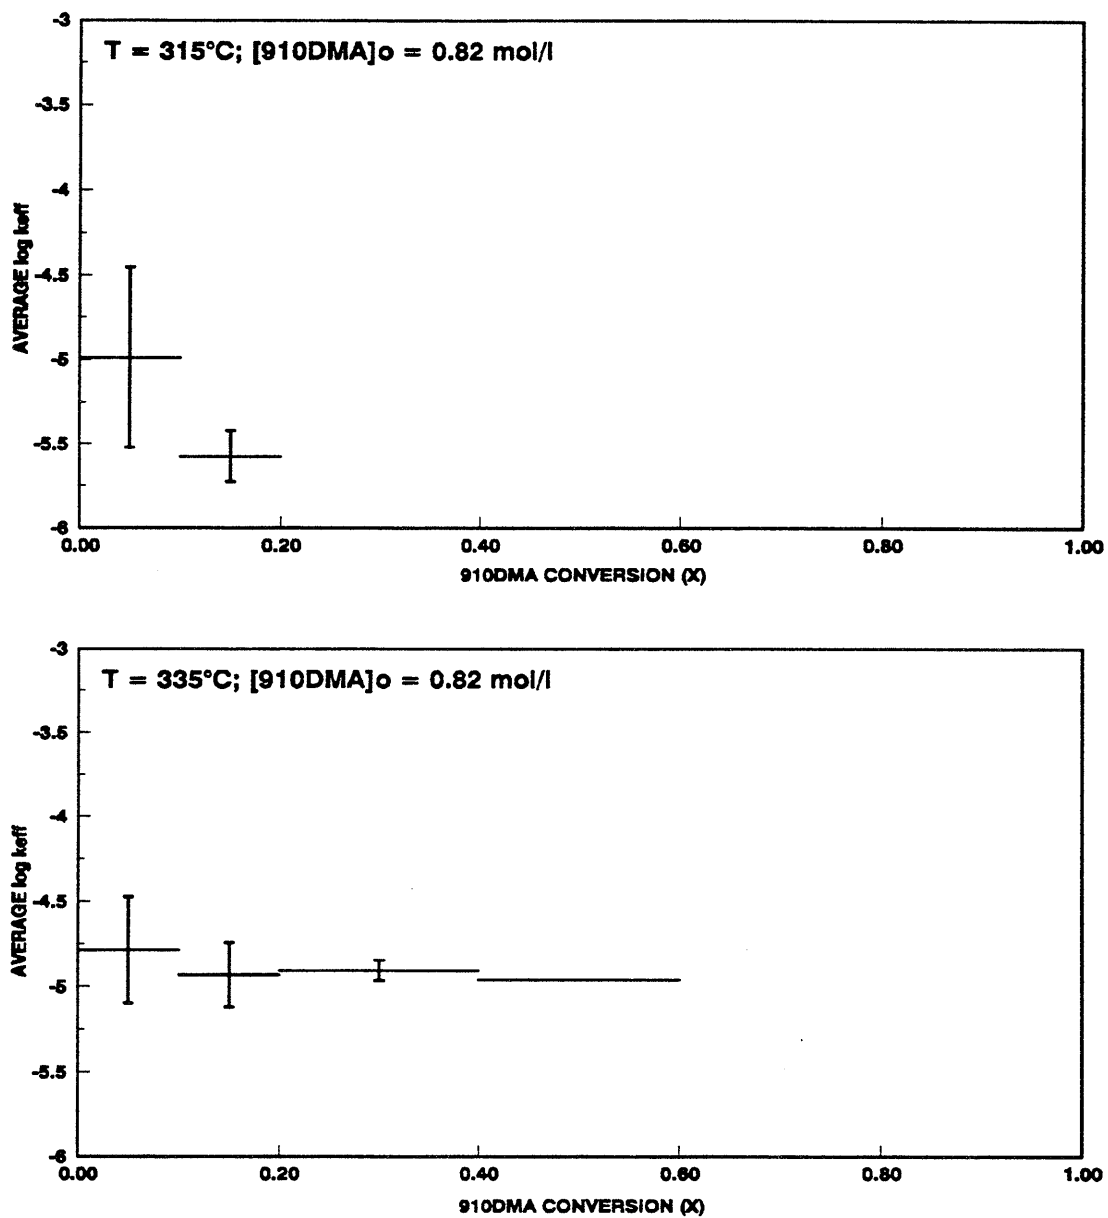 -3
T = 315°C; [910DMA]o = 0.82 mol/l
-3.5
-4
-4.5
-5
-5.5
-6
AVERAGE log keff
0.00 0.20 0.40 0.60 0.80 1.00
910DMA CONVERSION (X)
-3
T = 335°C; [910DMA]o = 0.82 mol/l
-3.5
-4
-4.5
-5
-5.5
-6
AVERAGE log keff
0.00 0.20 0.40 0.60 0.80 1.00
910DMA CONVERSION (X)